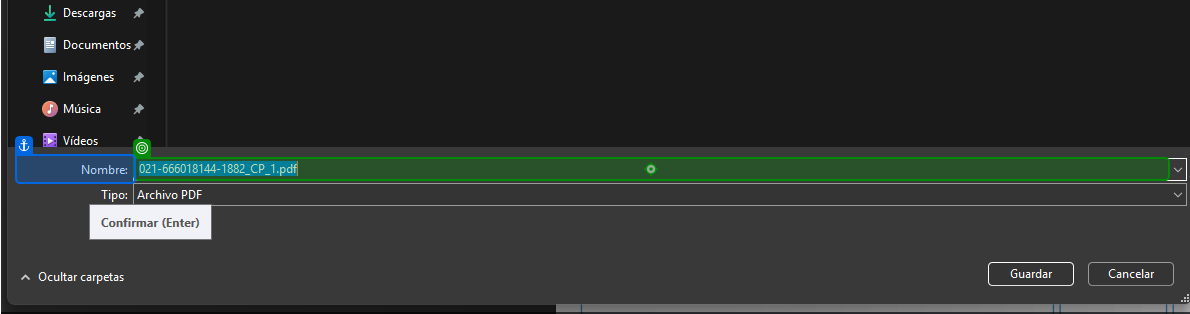 Descargas
Documentos
Imágenes
Música
Vídeos
Nombre: 021-666018144-1882_CP_1.pdf
Tipo: Archivo PDF
Confirmar (Enter)
Ocultar carpetas
Guardar Cancelar